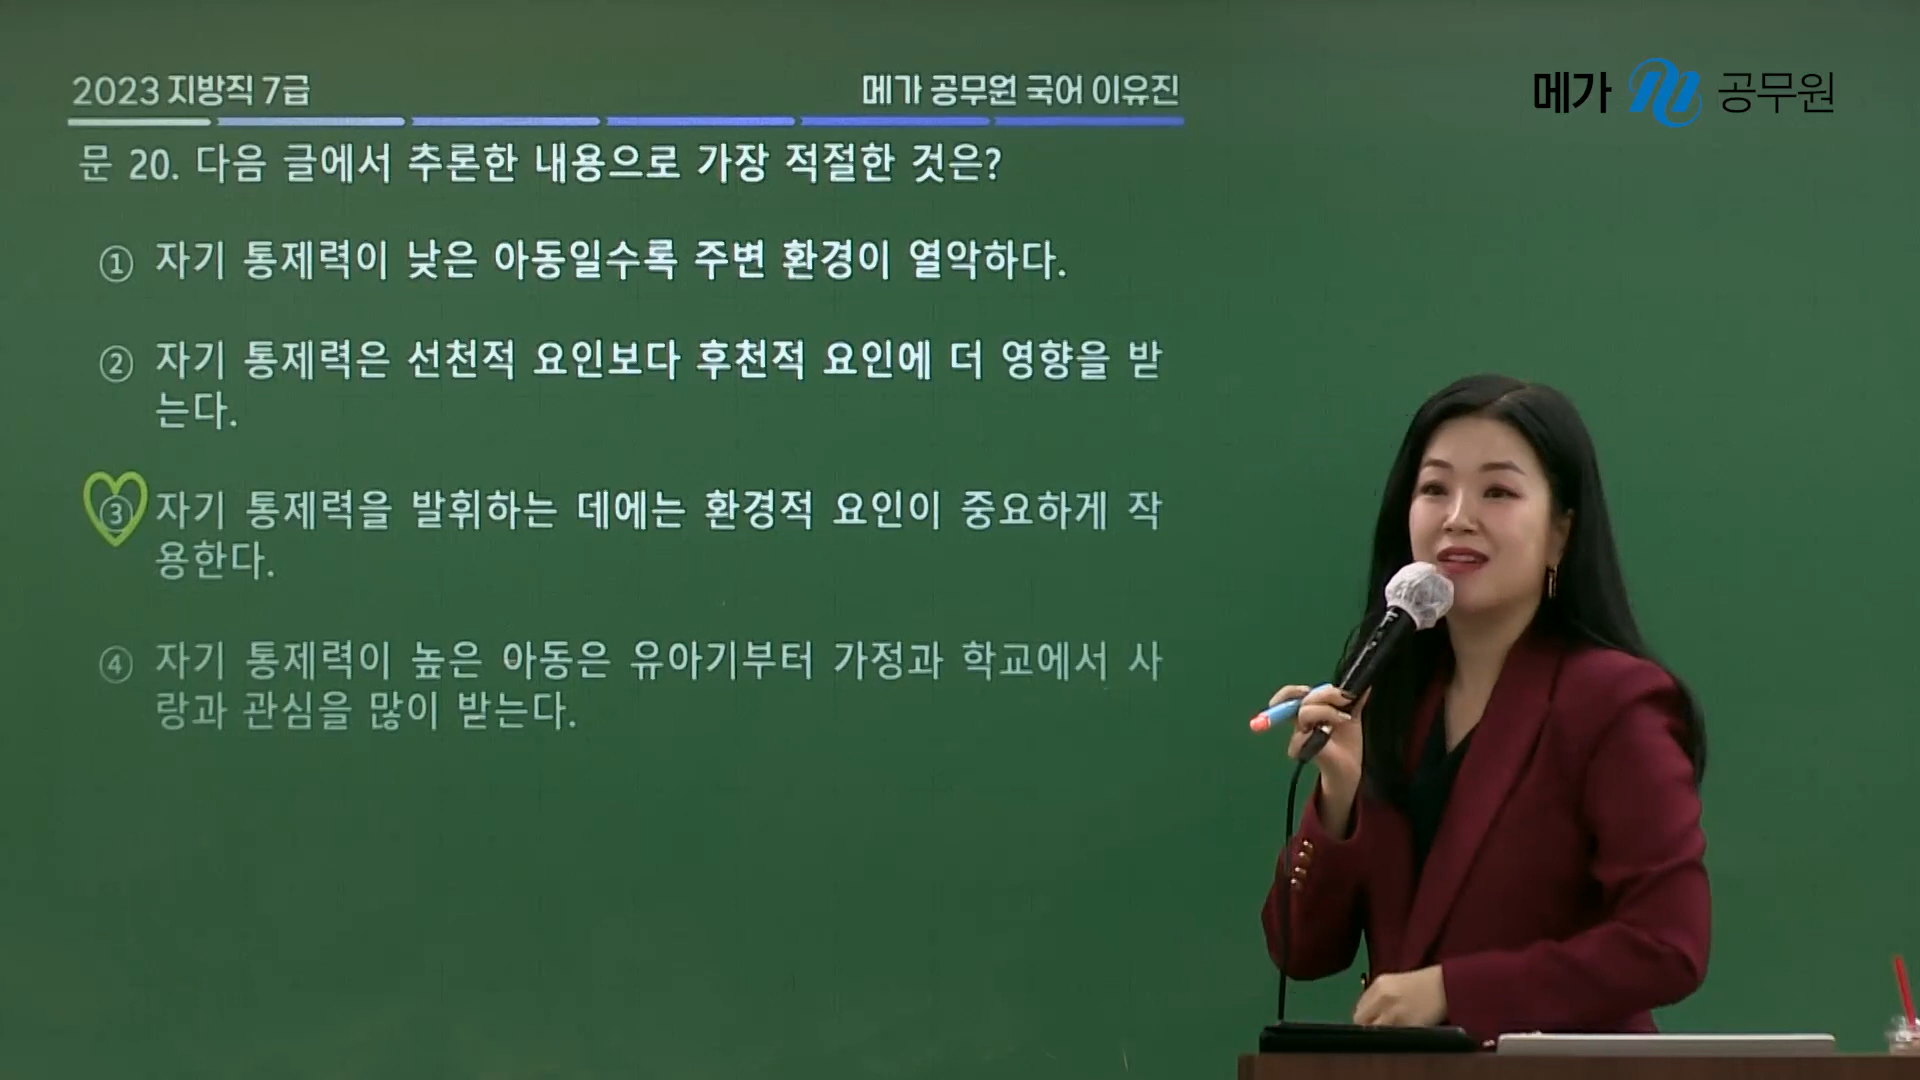 2023 지방직 7급
메가 공무원 국어 이유진
메가 공무원
문 20. 다음 글에서 추론한 내용으로 가장 적절한 것은?
① 자기 통제력이 낮은 아동일수록 주변 환경이 열악하다.
② 자기 통제력은 선천적 요인보다 후천적 요인에 더 영향을 받
는다.
③ 자기 통제력을 발휘하는 데에는 환경적 요인이 중요하게 작
용한다.
④ 자기 통제력이 높은 아동은 유아기부터 가정과 학교에서 사
랑과 관심을 많이 받는다.